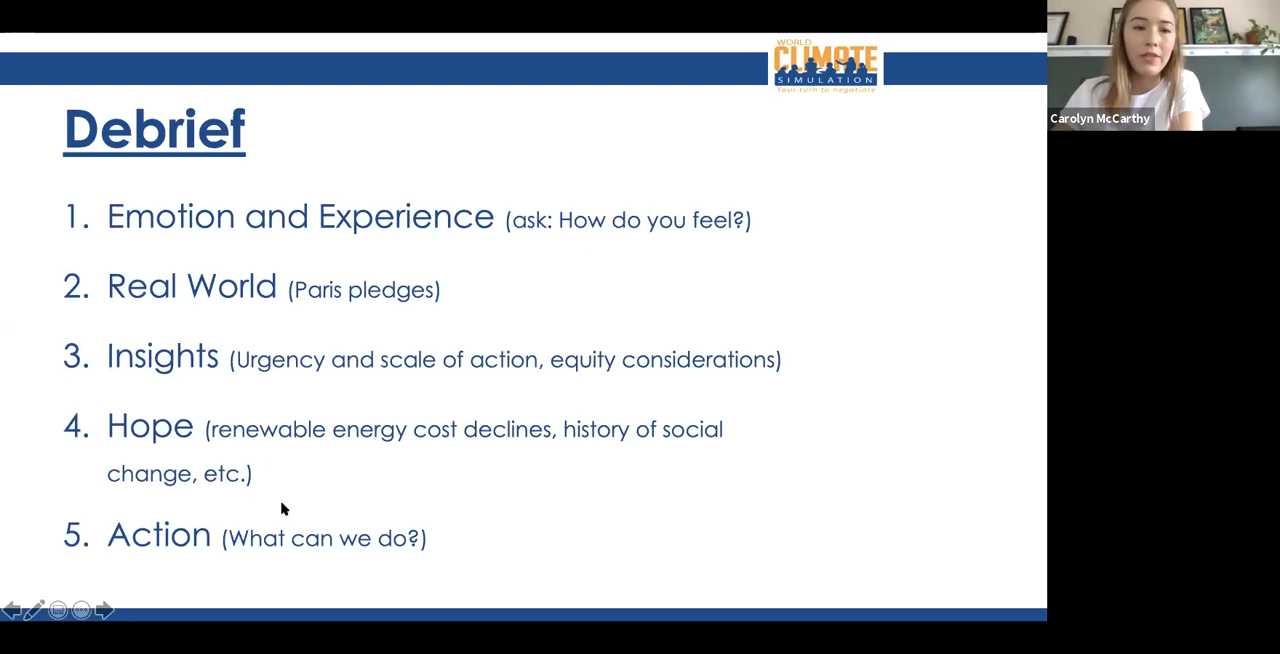 WORLD
CLIMATE
SIMULATION
Your turn to negotiate
Carolyn McCarthy
Debrief
1. Emotion and Experience (ask: How do you feel?)
2. Real World (Paris pledges)
3. Insights (Urgency and scale of action, equity considerations)
4. Hope (renewable energy cost declines, history of social
change, etc.)
5. Action (What can we do?)